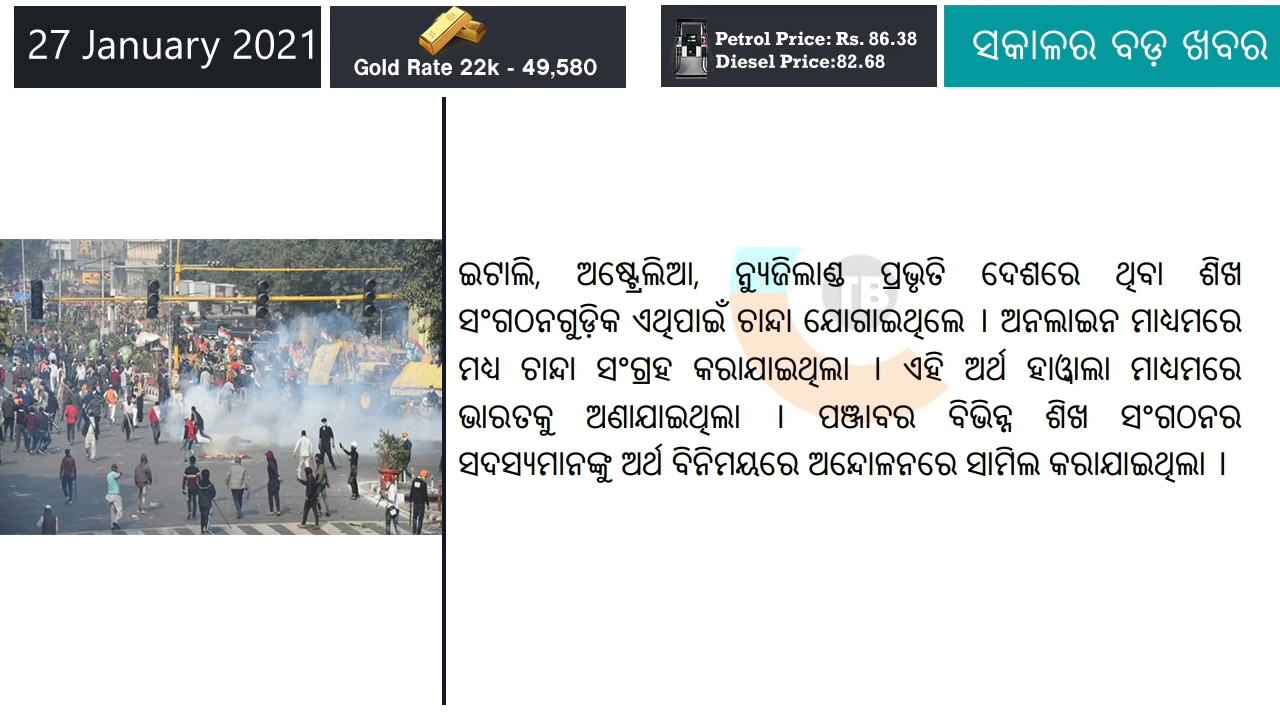 27 January 2021
Gold Rate 22k - 49,580
Petrol Price: Rs. 86.38
Diesel Price:82.68
ସକାଳର ବଡ଼ ଖବର
ଇଟାଲି, ଅଷ୍ଟ୍ରେଲିଆ, ନ୍ୟୁଜିଲାଣ୍ଡ ପ୍ରଭୃତି ଦେଶରେ ଥିବା ଶିଖ
ସଂଗଠନଗୁଡ଼ିକ ଏଥିପାଇଁ ଚାନ୍ଦା ଯୋଗାଇଥିଲେ । ଅନଲାଇନ ମାଧ୍ୟମରେ
ମଧ୍ୟ ଚାନ୍ଦା ସଂଗ୍ରହ କରାଯାଇଥିଲା । ଏହି ଅର୍ଥ ହାୱାଲା ମାଧ୍ୟମରେ
ଭାରତକୁ ଅଣାଯାଇଥିଲା । ପଞ୍ଜାବର ବିଭିନ୍ନ ଶିଖ ସଂଗଠନର
ସଦସ୍ୟମାନଙ୍କୁ ଅର୍ଥ ବିନିମୟରେ ଅନ୍ଦୋଳନରେ ସାମିଲ କରାଯାଇଥିଲା ।
TB